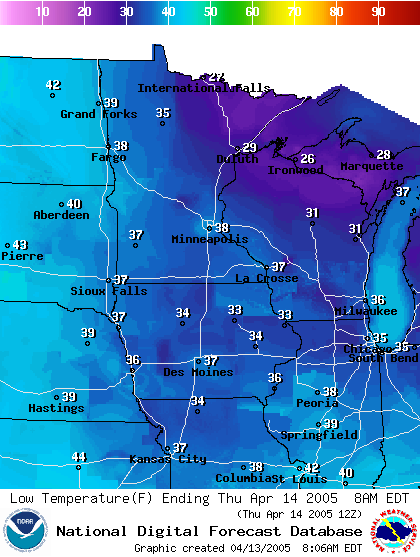 10 20 30 40 50 60 70 80 90
27
International Falls
42
39
Grand Forks
35
38
Fargo
29
Duluth
26
Ironwood
28
Marquette
37
40
Aberdeen
31
38
Minneapolis
37
31
43
Pierre
37
La Crosse
37
Sioux Falls
36
Milwaukee
37
34
33
33
39
34
35
Chicago
35
South Bend
36
37
Des Moines
36
38
Peoria
39
Hastings
34
39
Springfield
37
Kansas City
44
38
Columbia
42
St Louis
40
Low Temperature(F) Ending Thu Apr 14 2005 8AM EDT
(Thu Apr 14 2005 12Z)
NOAA
National Digital Forecast Database
Graphic created 04/13/2005 8:06AM EDT